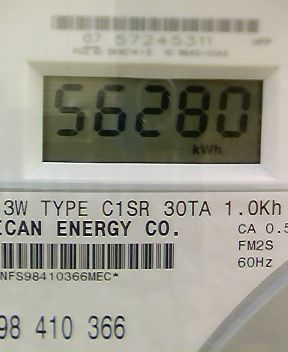 07 57245311
56280
kWh
3W TYPE C1SR 30TA 1.0Kh
ICAN ENERGY CO.
CA 0.5
FM2S
60Hz
NFS98410366MEC*
98 410 366